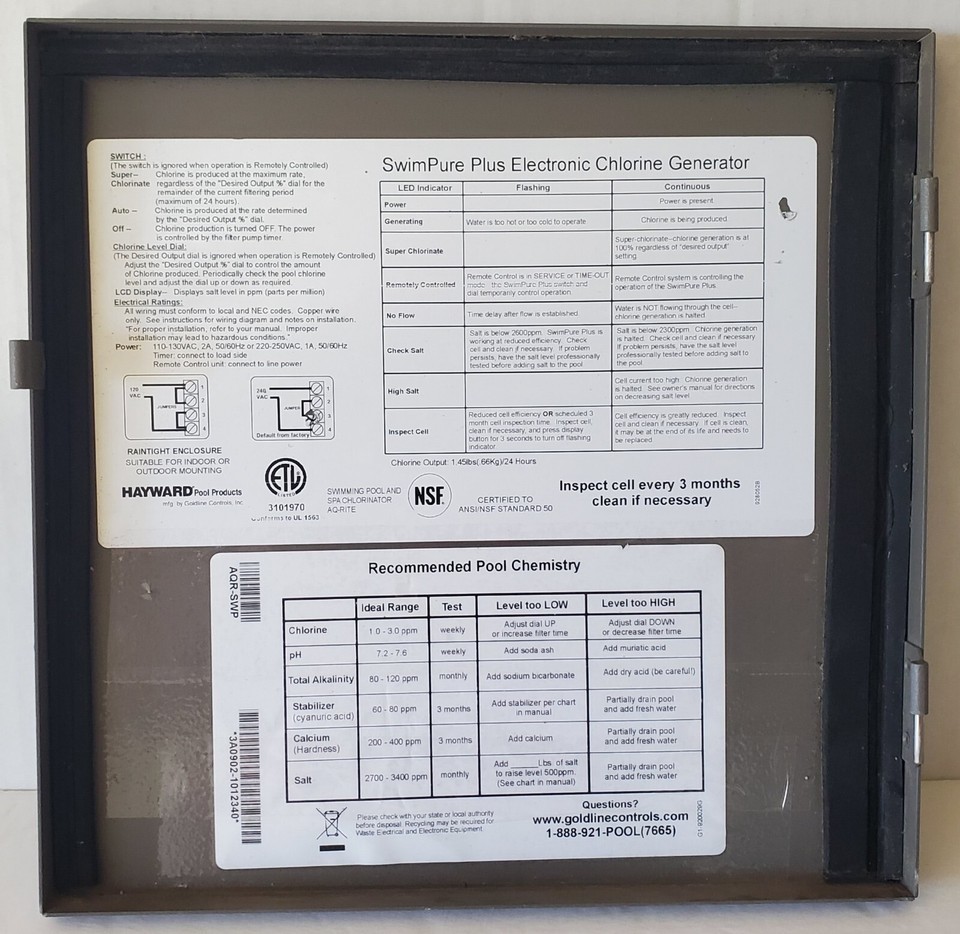 SWITCH :
(The switch is ignored when operation is Remotely Controlled)
Super– Chlorine is produced at the maximum rate,
Chlorinate regardless of the "Desired Output %" dial for the
remainder of the current filtering period
(maximum of 24 hours).
Auto – Chlorine is produced at the rate determined
by the "Desired Output %" dial.
Off – Chlorine production is turned OFF. The power
is controlled by the filter pump timer
Chlorine Level Dial:
(The Desired Output dial is ignored when operation is Remotely Controlled)
Adjust the "Desired Output %" dial to control the amount
of Chlorine produced. Periodically check the pool chlorine
level and adjust the dial up or down as required.
LCD Display– Displays salt level in ppm (parts per million)
Electrical Ratings:
All wiring must conform to local and NEC codes. Copper wire
only. See instructions for wiring diagram and notes on installation.
"For proper installation, refer to your manual. Improper
installation may lead to hazardous conditions."
Power: 110-130VAC, 2A, 50/60Hz or 220-250VAC, 1A, 50/60Hz
Timer: connect to load side
Remote Control unit: connect to line power
120 VAC JUMPERS 1 2 3 4
240 VAC JUMPER 1 2 3 4
Default from factory
RAINTIGHT ENCLOSURE
SUITABLE FOR INDOOR OR
OUTDOOR MOUNTING
HAYWARD Pool Products
mfg. by Goldline Controls, Inc.
ETL
LISTED
3101970
Conforms to UL 1563
SWIMMING POOL AND
SPA CHLORINATOR
AQ-RITE
NSF
CERTIFIED TO
ANSI/NSF STANDARD 50
SwimPure Plus Electronic Chlorine Generator
LED Indicator Flashing Continuous
Power Power is present
Generating Water is too hot or too cold to operate Chlorine is being produced
Super Chlorinate Super-chlorinate–chlorine generation is at
100% regardless of "desired output"
setting
Remotely Controlled Remote Control is in SERVICE or TIME-OUT
mode - the SwimPure Plus switch and
dial temporarily control operation
Remote Control system is controlling the
operation of the SwimPure Plus.
No Flow Time delay after flow is established
Water is NOT flowing through the cell–
chlorine generation is halted
Check Salt Salt is below 2600ppm. SwimPure Plus is
working at reduced efficiency. Check
cell and clean if necessary. If problem
persists, have the salt level professionally
tested before adding salt to the pool
Salt is below 2300ppm. Chlorine generation
is halted. Check cell and clean if necessary
If problem persists, have the salt level
professionally tested before adding salt to
the pool
High Salt Cell current too high. Chlorine generation
is halted. See owner's manual for directions
on decreasing salt level
Inspect Cell Reduced cell efficiency OR scheduled 3
month cell inspection time. Inspect cell,
clean if necessary, and press display
button for 3 seconds to turn off flashing
indicator
Cell efficiency is greatly reduced. Inspect
cell and clean if necessary. If cell is clean,
it may be at the end of its life and needs to
be replaced
Chlorine Output: 1.45lbs(.66Kg)/24 Hours
Inspect cell every 3 months
clean if necessary
AQR-SWP
*3A0902-1012340*
Recommended Pool Chemistry
Ideal Range Test Level too LOW Level too HIGH
Chlorine 1.0 - 3.0 ppm weekly Adjust dial UP
or increase filter time
Adjust dial DOWN
or decrease filter time
pH 7.2 - 7.6 weekly Add soda ash Add muriatic acid
Total Alkalinity 80 - 120 ppm monthly Add sodium bicarbonate Add dry acid (be careful!)
Stabilizer
(cyanuric acid) 60 - 80 ppm 3 months Add stabilizer per chart
in manual
Partially drain pool
and add fresh water
Calcium
(Hardness) 200 - 400 ppm 3 months Add calcium
Partially drain pool
and add fresh water
Salt 2700 - 3400 ppm monthly Add ______Lbs. of salt
to raise level 500ppm.
(See chart in manual)
Partially drain pool
and add fresh water
Please check with your state or local authority
before disposal. Recycling may be required for
Waste Electrical and Electronic Equipment.
Questions?
www.goldlinecontrols.com
1-888-921-POOL(7665)